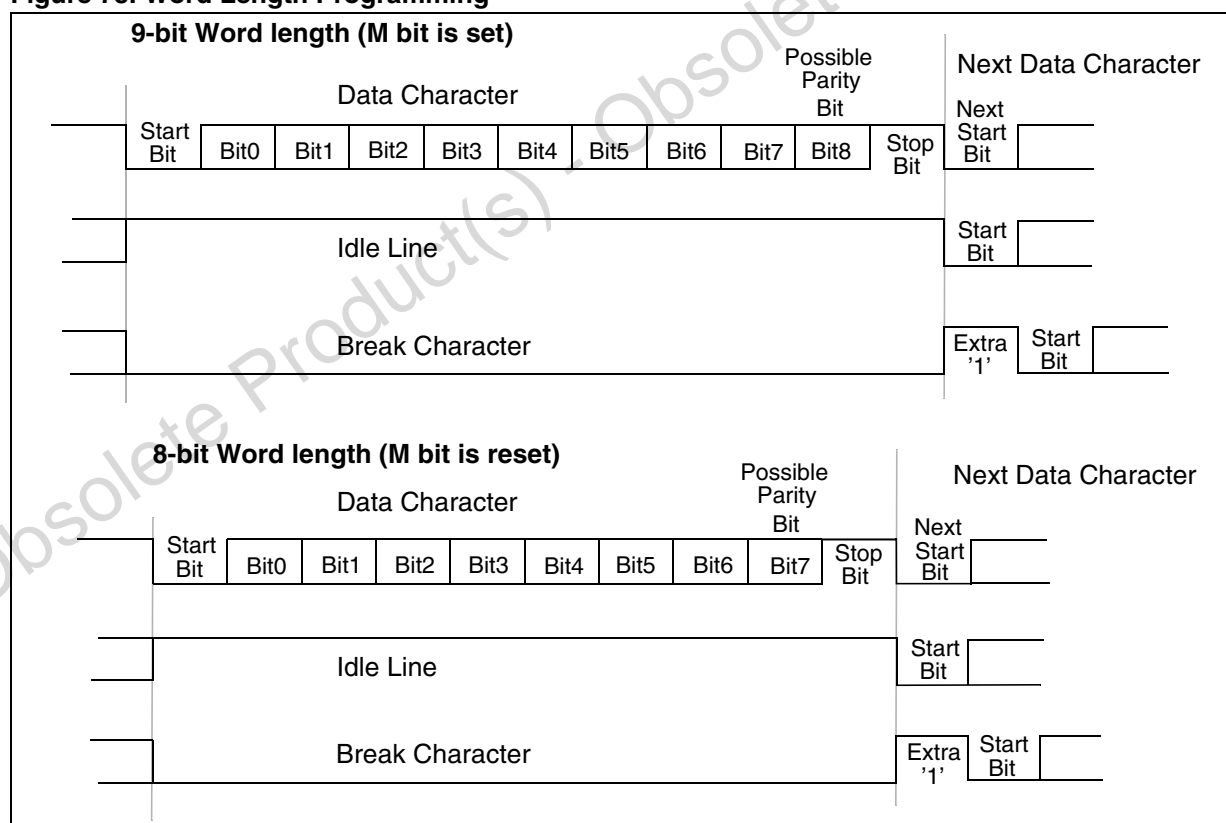 Figure 78. Word Length Programming
9-bit Word length (M bit is set)
Data Character
Possible
Parity
Bit
Next Data Character
Start
Bit
Bit0
Bit1
Bit2
Bit3
Bit4
Bit5
Bit6
Bit7
Bit8
Stop
Bit
Next
Start
Bit
Idle Line
Start
Bit
Break Character
Extra
'1'
Start
Bit
8-bit Word length (M bit is reset)
Data Character
Possible
Parity
Bit
Next Data Character
Start
Bit
Bit0
Bit1
Bit2
Bit3
Bit4
Bit5
Bit6
Bit7
Stop
Bit
Next
Start
Bit
Idle Line
Start
Bit
Break Character
Extra
'1'
Start
Bit
Obsolete Product(s) - Obsolete